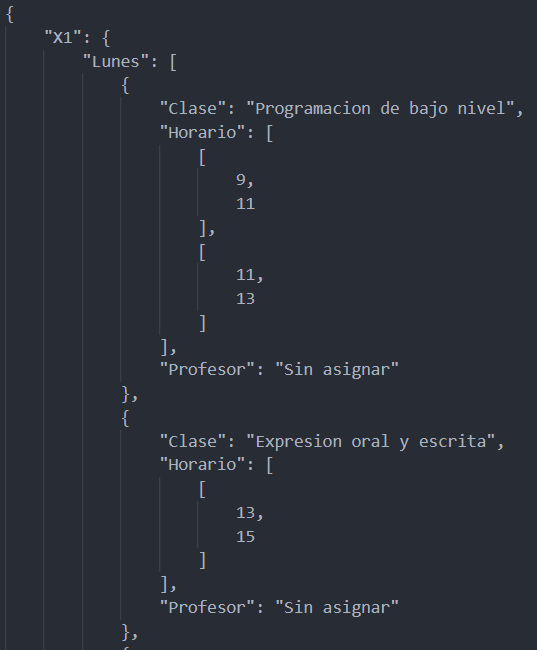 {
    "X1": {
        "Lunes": [
            {
                "Clase": "Programacion de bajo nivel",
                "Horario": [
                    [
                        9,
                        11
                    ],
                    [
                        11,
                        13
                    ]
                ],
                "Profesor": "Sin asignar"
            },
            {
                "Clase": "Expresion oral y escrita",
                "Horario": [
                    [
                        13,
                        15
                    ]
                ],
                "Profesor": "Sin asignar"
            },